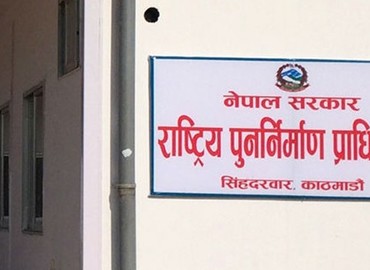 नेपाल सरकार
राष्ट्रिय पुनर्निर्माण
सिंहदरवार, काठमाडौं